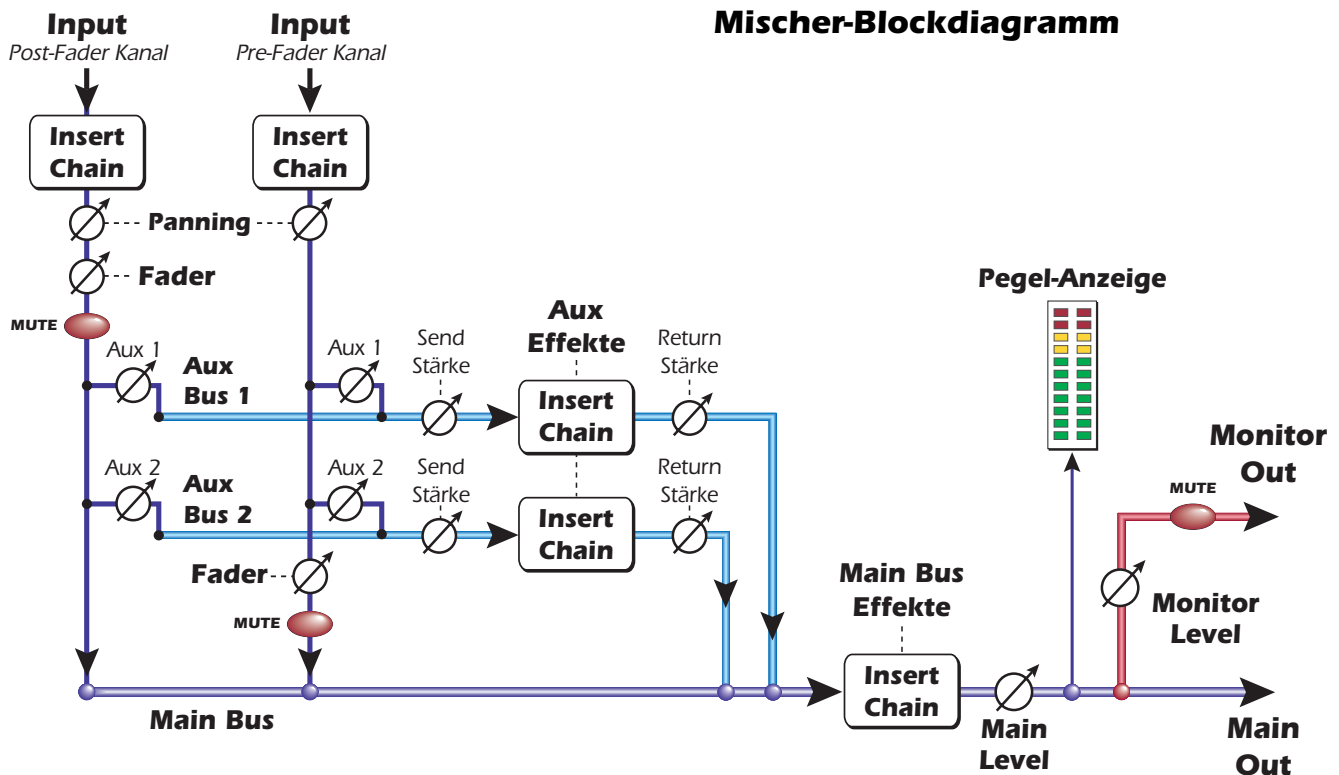 Mischer-Blockdiagramm
Input
Post-Fader Kanal
Input
Pre-Fader Kanal
Insert
Chain
Insert
Chain
Panning
Fader
MUTE
Aux 1
Aux
Bus 1
Aux 1
Send
Stärke
Aux
Effekte
Insert
Chain
Return
Stärke
Aux 2
Aux
Bus 2
Aux 2
Send
Stärke
Insert
Chain
Return
Stärke
Fader
MUTE
Main Bus
Main Bus
Effekte
Insert
Chain
Main
Level
Pegel-Anzeige
Monitor
Out
MUTE
Monitor
Level
Main
Out